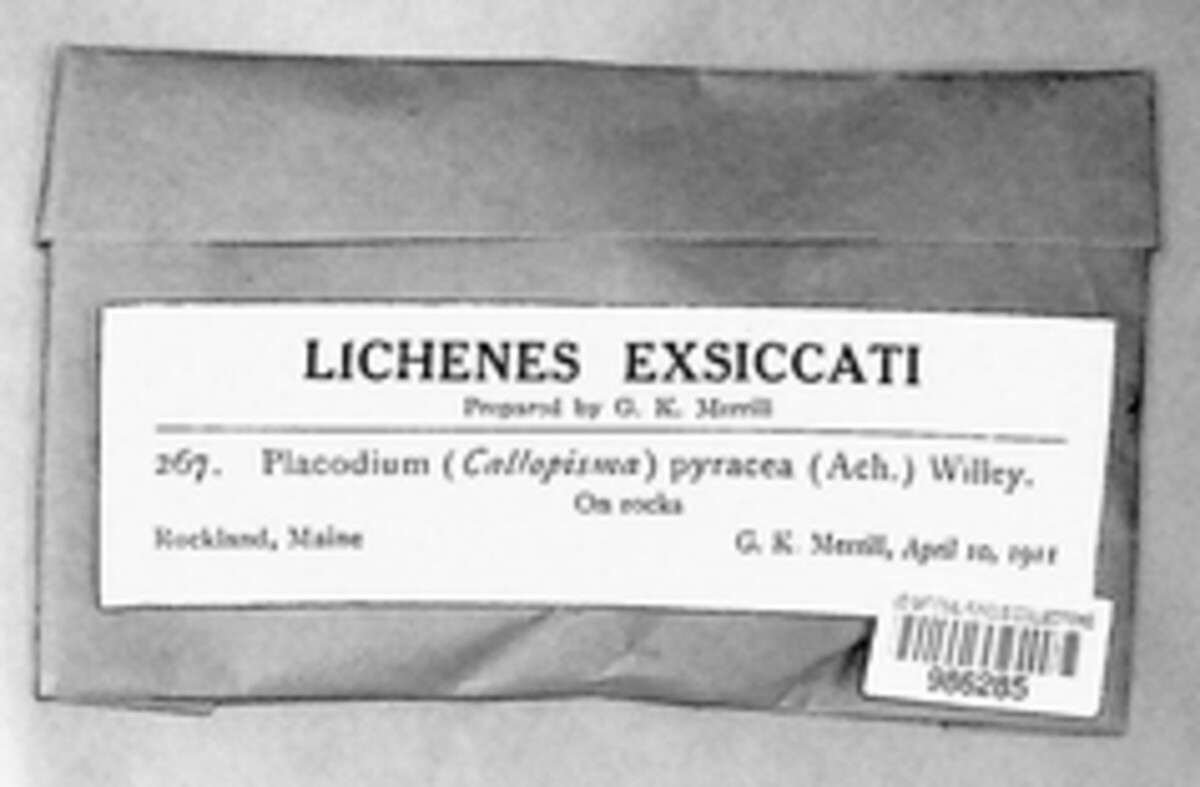 LICHENES EXSICCATI
Prepared by G. K. Merrill
267. Placodium (Callopisma) pyracea (Ach.) Willey.
On rocks
Rockland, Maine
G. K. Merrill, April 10, 1911
986285